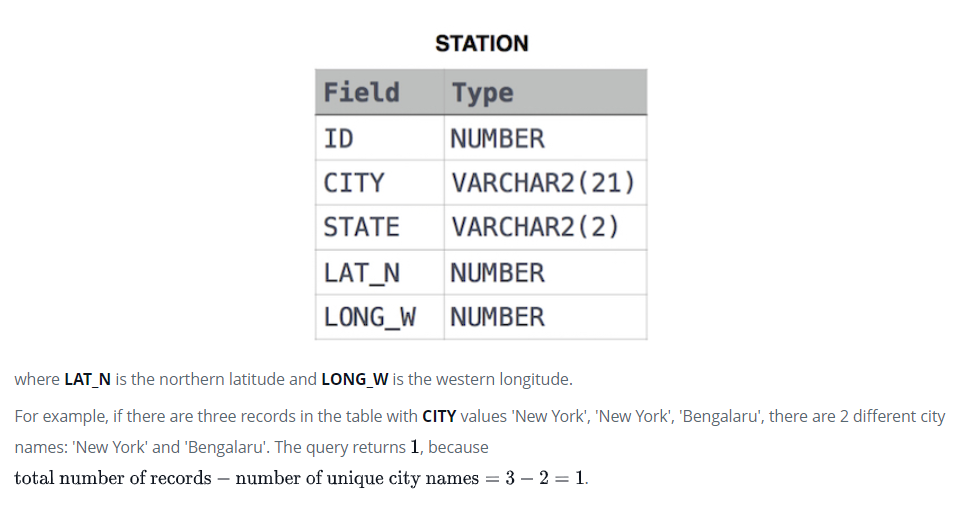 STATION
Field Type
ID NUMBER
CITY VARCHAR2(21)
STATE VARCHAR2(2)
LAT_N NUMBER
LONG_W NUMBER
where LAT_N is the northern latitude and LONG_W is the western longitude.
For example, if there are three records in the table with CITY values 'New York', 'New York', 'Bengalaru', there are 2 different city
names: 'New York' and 'Bengalaru'. The query returns 1, because
total number of records − number of unique city names = 3 − 2 = 1.